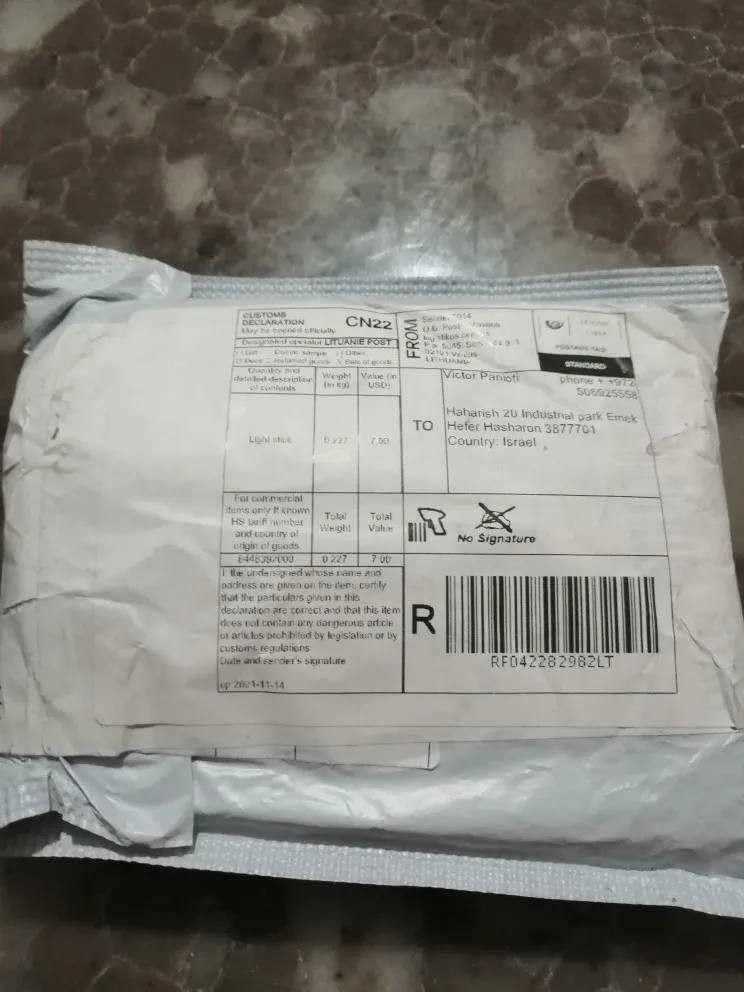 CUSTOMS
DECLARATION
May be opened officially
CN22
Designated operator LITUANIE POST
Gift Comm. sample Other
Docs Returned goods Sale of goods
Quantity and
detailed description
of contents
Weight
(in kg)
Value (in
USD)
Light stick
0.227
7.00
For commercial
items only If known
HS tariff number
and country of
origin of goods
Total
Weight
Total
Value
0.227
7.00
I, the undersigned whose name and
address are given on the item, certify
that the particulars given in this
declaration are correct and that this item
does not contain any dangerous article
or articles prohibited by legislation or by
customs regulations
Date and sender's signature
cp 2021-11-14
FROM
LITHUANIA
POSTAGE PAID
STANDARD
TO
Victor Panioti
phone + +972
506925558
Haharish 20 Industrial park Emek
Hefer Hasharon 3877701
Country: Israel
No Signature
R
RF042282982LT